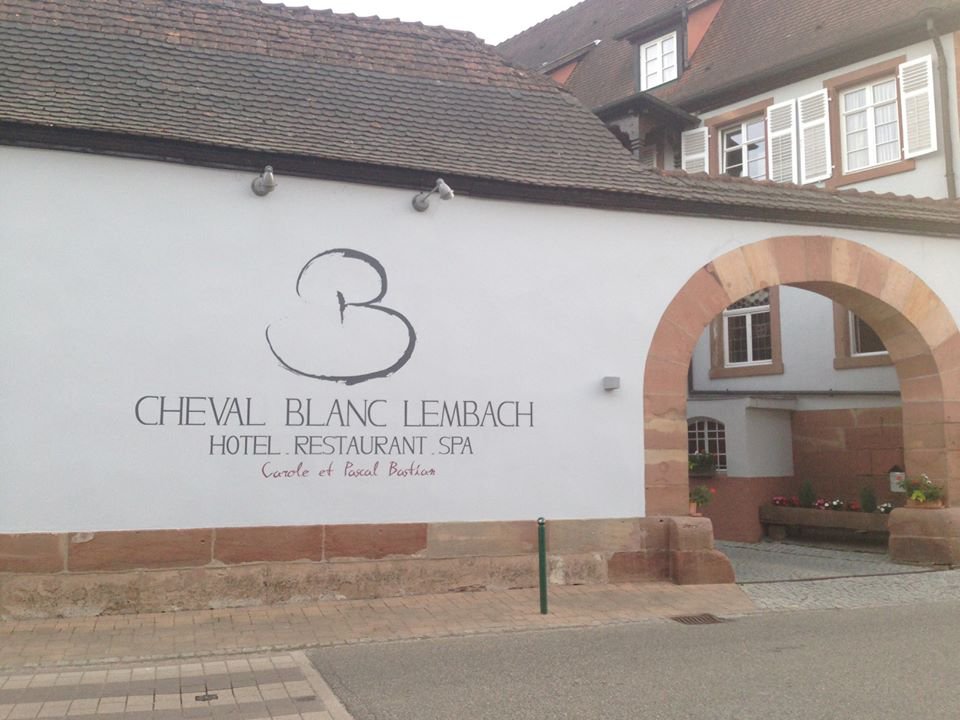 B
CHEVAL BLANC LEMBACH
HOTEL . RESTAURANT . SPA
Carole et Pascal Bastian